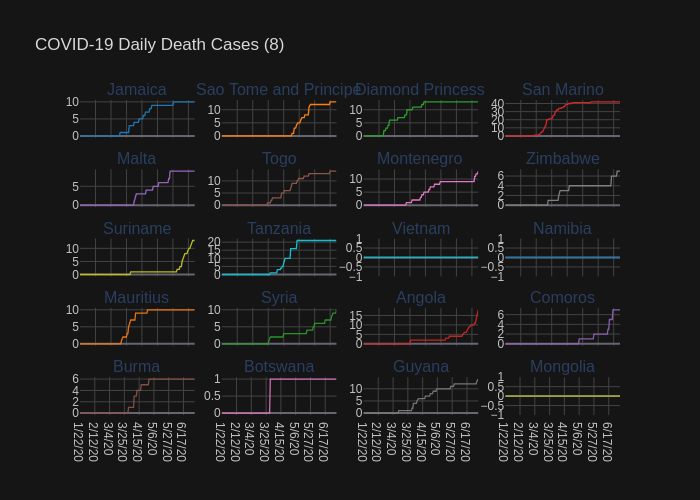 COVID-19 Daily Death Cases (8)
Jamaica Sao Tome and Principe Diamond Princess San Marino
10 5 0
10 5 0
10 5 0
40 30 20 10 0
Malta Togo Montenegro Zimbabwe
5 0
10 5 0
10 5 0
6 4 2 0
Suriname Tanzania Vietnam Namibia
10 5 0
20 15 10 5 0
1 0.5 0 −0.5 −1
1 0.5 0 −0.5 −1
Mauritius Syria Angola Comoros
10 5 0
10 5 0
15 10 5 0
6 4 2 0
Burma Botswana Guyana Mongolia
6 4 2 0
1 0.5 0
10 5 0
1 0.5 0 −0.5 −1
1/22/20 2/12/20 3/4/20 3/25/20 4/15/20 5/6/20 5/27/20 6/17/20
1/22/20 2/12/20 3/4/20 3/25/20 4/15/20 5/6/20 5/27/20 6/17/20
1/22/20 2/12/20 3/4/20 3/25/20 4/15/20 5/6/20 5/27/20 6/17/20
1/22/20 2/12/20 3/4/20 3/25/20 4/15/20 5/6/20 5/27/20 6/17/20